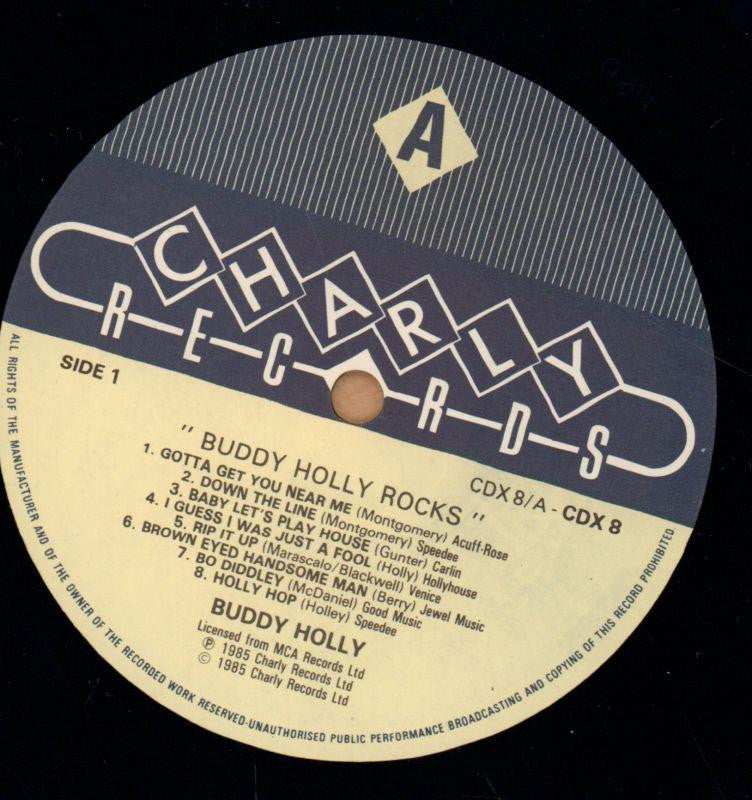 A
CHARLY
RECORDS
SIDE 1
CDX 8/A - CDX 8
" BUDDY HOLLY ROCKS "
1. GOTTA GET YOU NEAR ME (Montgomery) Acuff-Rose
2. DOWN THE LINE (Montgomery) Speedee
3. BABY LET'S PLAY HOUSE (Gunter) Carlin
4. I GUESS I WAS JUST A FOOL (Holly) Hollyhouse
5. RIP IT UP (Marascalo/Blackwell) Venice
6. BROWN EYED HANDSOME MAN (Berry) Jewel Music
7. BO DIDDLEY (McDaniel) Good Music
8. HOLLY HOP (Holley) Speedee
BUDDY HOLLY
Licensed from MCA Records Ltd
℗ 1985 Charly Records Ltd
© 1985 Charly Records Ltd
ALL RIGHTS OF THE MANUFACTURER AND OF THE OWNER OF THE RECORDED WORK RESERVED-UNAUTHORISED PUBLIC PERFORMANCE BROADCASTING AND COPYING OF THIS RECORD PROHIBITED